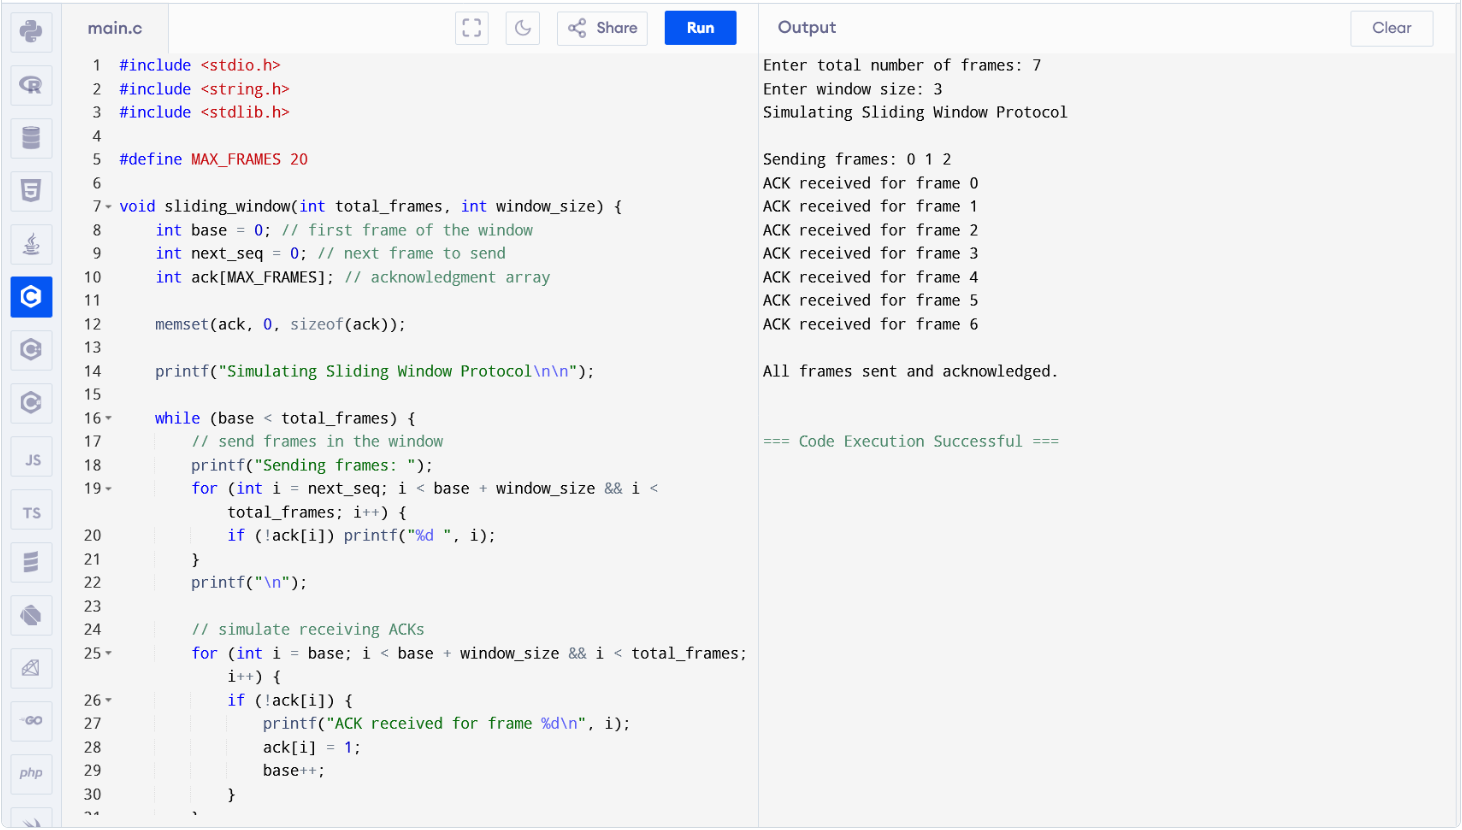 main.c
Share
Run
Output
Clear
1 #include <stdio.h>
2 #include <string.h>
3 #include <stdlib.h>
4
5 #define MAX_FRAMES 20
6
7 void sliding_window(int total_frames, int window_size) {
8     int base = 0; // first frame of the window
9     int next_seq = 0; // next frame to send
10     int ack[MAX_FRAMES]; // acknowledgment array
11
12     memset(ack, 0, sizeof(ack));
13
14     printf("Simulating Sliding Window Protocol\n\n");
15
16     while (base < total_frames) {
17         // send frames in the window
18         printf("Sending frames: ");
19         for (int i = next_seq; i < base + window_size && i <
            total_frames; i++) {
20             if (!ack[i]) printf("%d ", i);
21         }
22         printf("\n");
23
24         // simulate receiving ACKs
25         for (int i = base; i < base + window_size && i < total_frames;
            i++) {
26             if (!ack[i]) {
27                 printf("ACK received for frame %d\n", i);
28                 ack[i] = 1;
29                 base++;
30             }
Enter total number of frames: 7
Enter window size: 3
Simulating Sliding Window Protocol
Sending frames: 0 1 2
ACK received for frame 0
ACK received for frame 1
ACK received for frame 2
ACK received for frame 3
ACK received for frame 4
ACK received for frame 5
ACK received for frame 6
All frames sent and acknowledged.
=== Code Execution Successful ===
R
5
C
C
C
JS
TS
GO
php